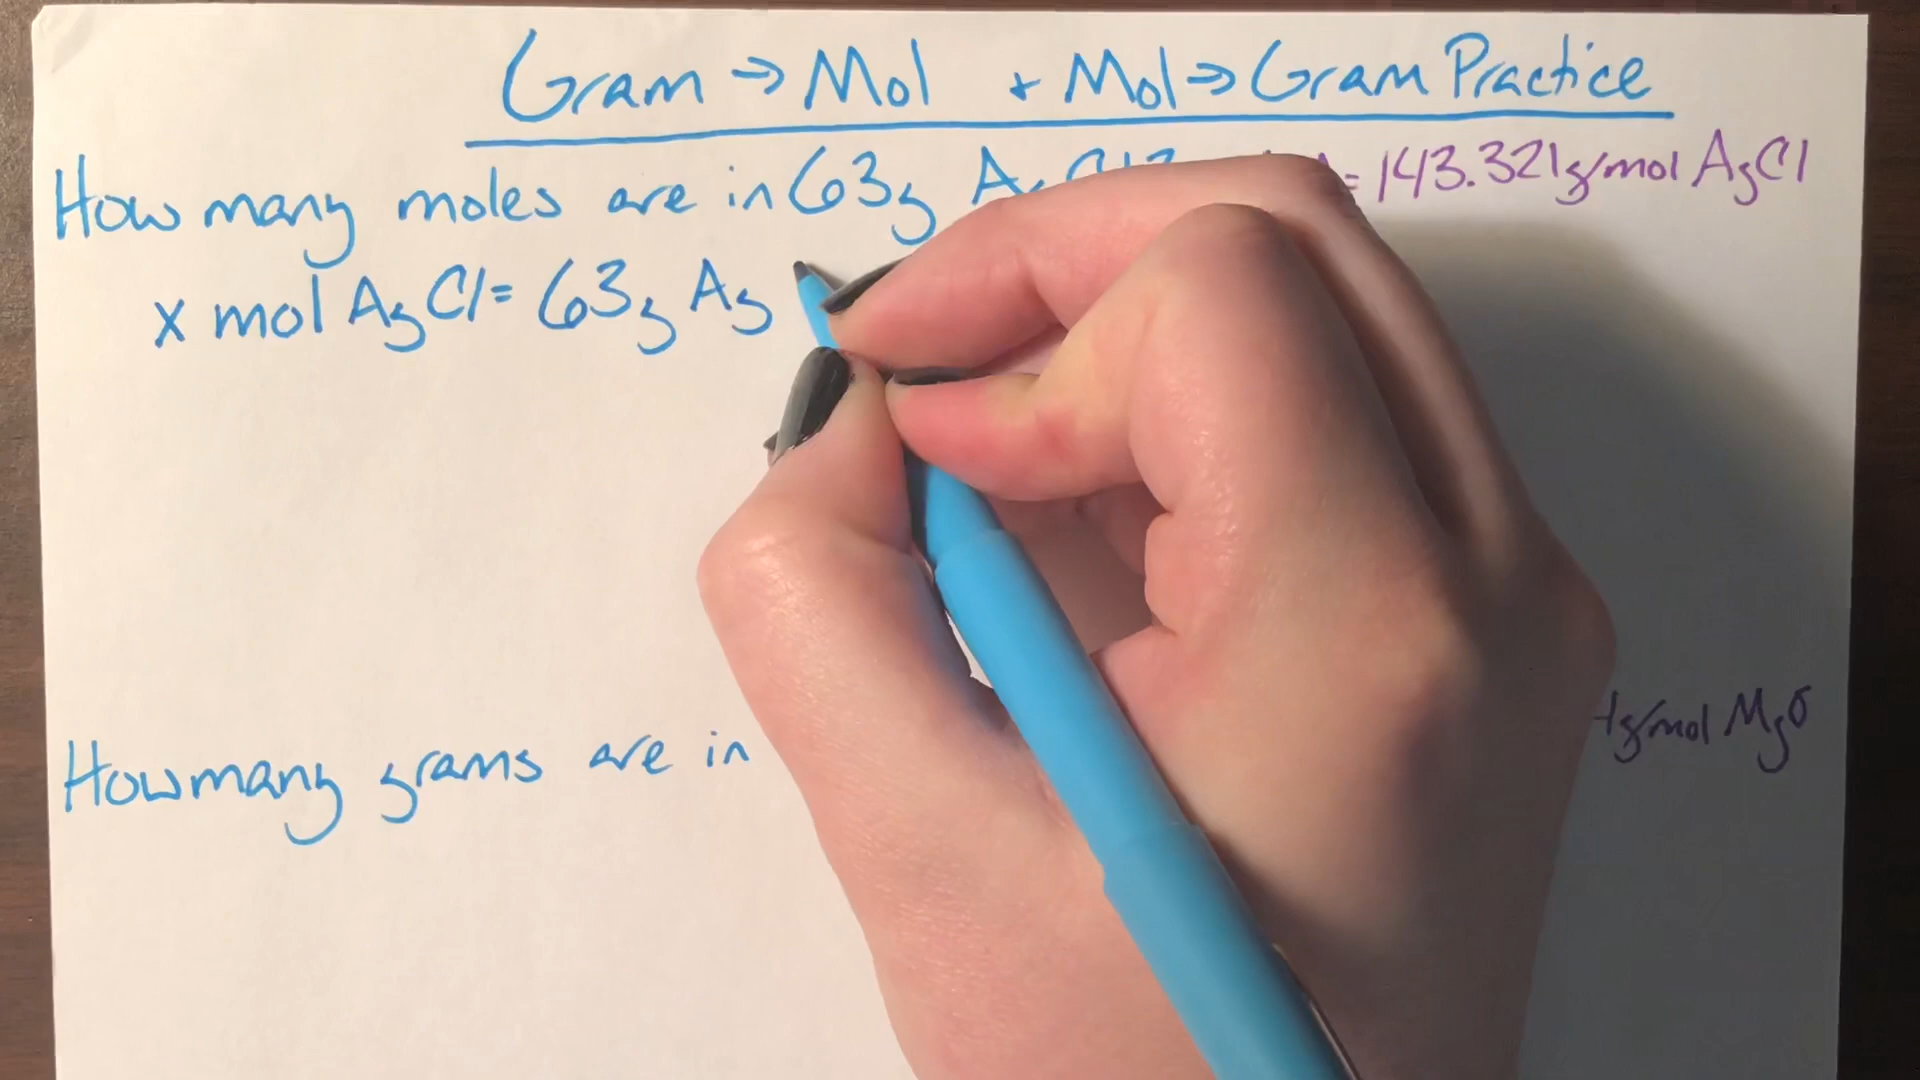 Gram → Mol + Mol → Gram Practice
How many moles are in 63g = 143.321g/mol AgCl
x mol AgCl = 63g Ag
How many grams are in g/mol MgO